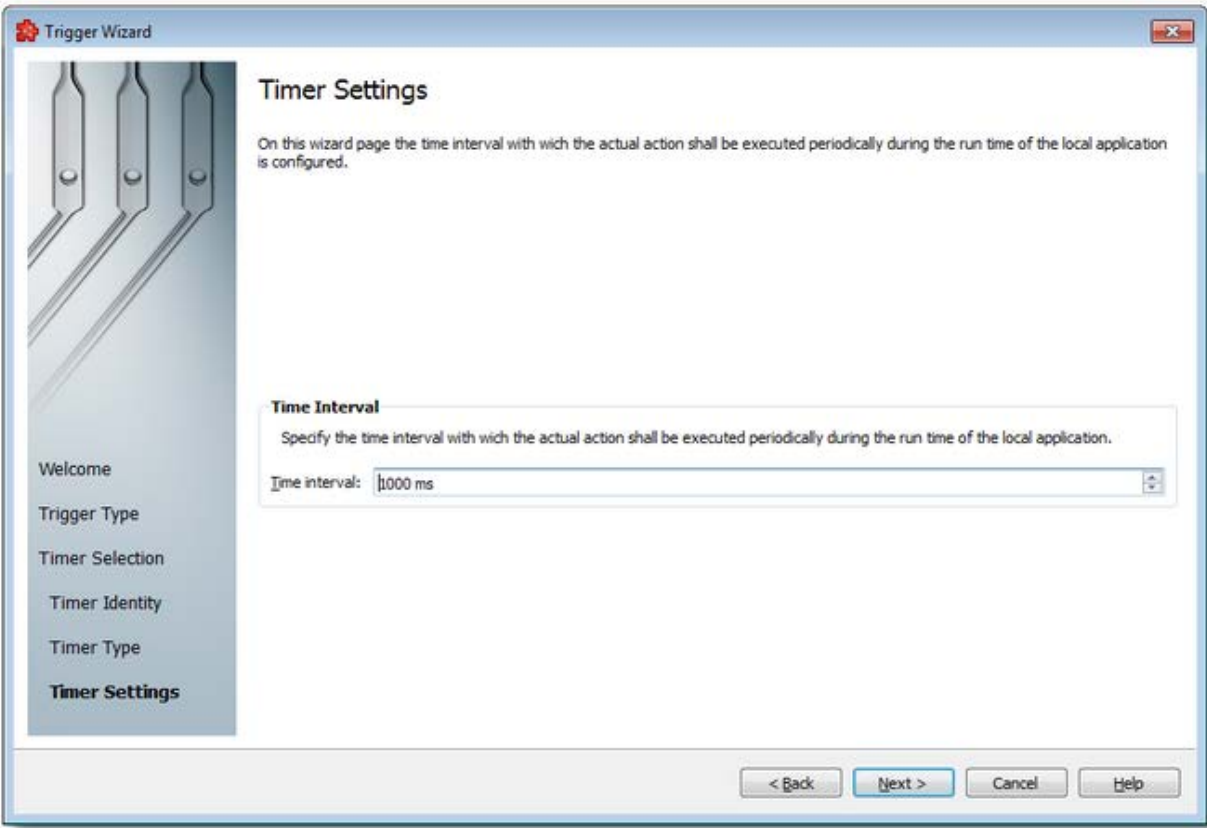 Trigger Wizard
Timer Settings
On this wizard page the time interval with wich the actual action shall be executed periodically during the run time of the local application
is configured.
Time Interval
Specify the time interval with wich the actual action shall be executed periodically during the run time of the local application.
Time interval: 1000 ms
Welcome
Trigger Type
Timer Selection
Timer Identity
Timer Type
Timer Settings
< Back Next > Cancel Help